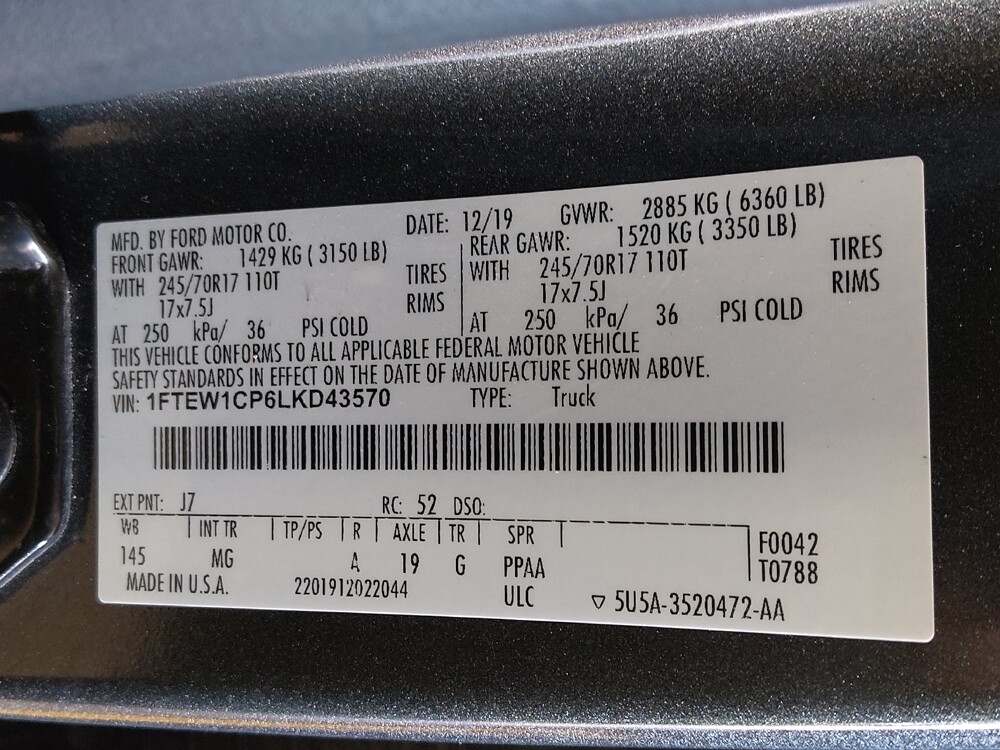 MFD. BY FORD MOTOR CO. DATE: 12/19 GVWR: 2885 KG ( 6360 LB)
FRONT GAWR: 1429 KG ( 3150 LB) REAR GAWR: 1520 KG ( 3350 LB)
WITH 245/70R17 110T TIRES WITH 245/70R17 110T TIRES
17x7.5J RIMS 17x7.5J RIMS
AT 250 kPa/ 36 PSI COLD AT 250 kPa/ 36 PSI COLD
THIS VEHICLE CONFORMS TO ALL APPLICABLE FEDERAL MOTOR VEHICLE
SAFETY STANDARDS IN EFFECT ON THE DATE OF MANUFACTURE SHOWN ABOVE.
VIN: 1FTEW1CP6LKD43570 TYPE: Truck
EXT PNT: J7 RC: 52 DSO:
WB INT TR TP/PS R AXLE TR SPR F0042
145 MG A 19 G PPAA T0788
MADE IN U.S.A. 2201912022044 ULC ▽ 5U5A-3520472-AA